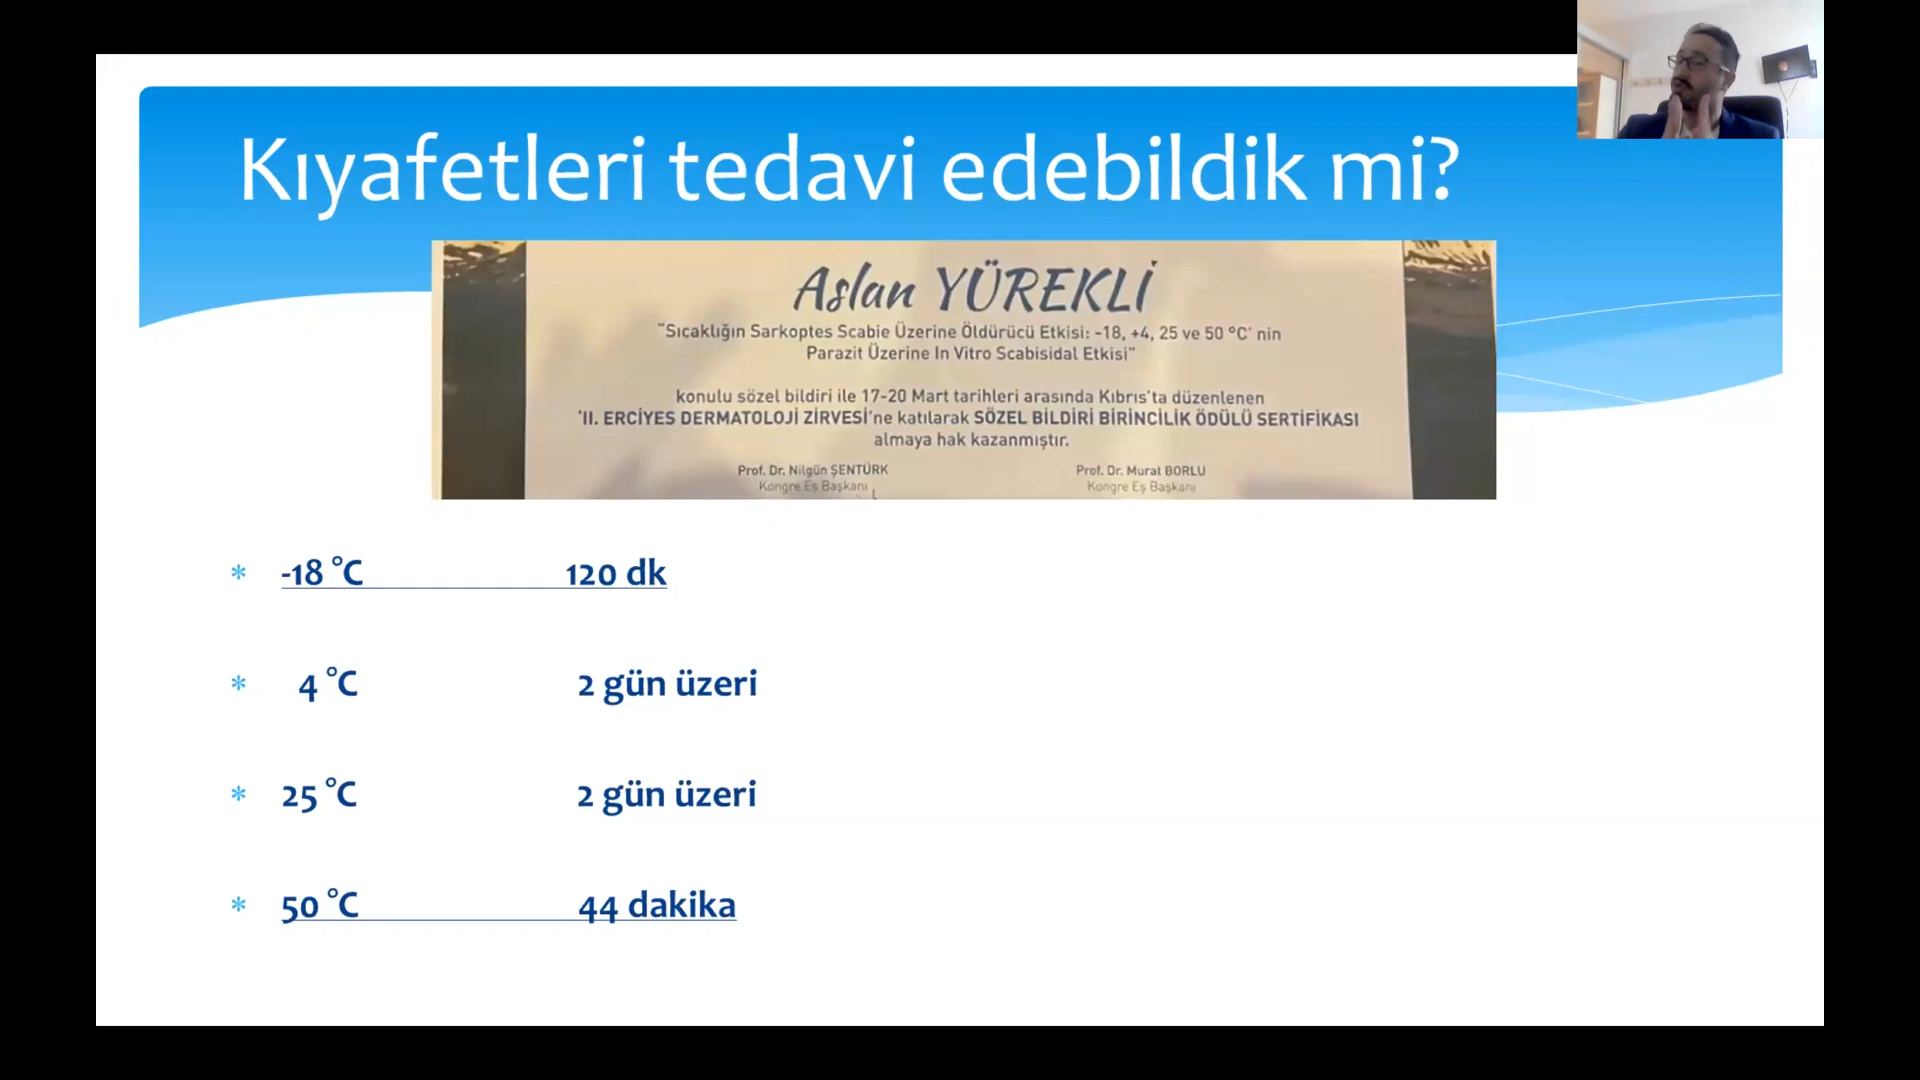 Kıyafetleri tedavi edebildik mi?
Aslan YÜREKLİ
"Sıcaklığın Sarkoptes Scabie Üzerine Öldürücü Etkisi: -18, +4, 25 ve 50 °C' nin
Parazit Üzerine In Vitro Scabisidal Etkisi"
konulu sözel bildiri ile 17-20 Mart tarihleri arasında Kıbrıs'ta düzenlenen
'II. ERCİYES DERMATOLOJİ ZİRVESİ'ne katılarak SÖZEL BİLDİRİ BİRİNCİLİK ÖDÜLÜ SERTİFİKASI
almaya hak kazanmıştır.
Prof. Dr. Nilgün ŞENTÜRK Prof. Dr. Murat BORLU
Kongre Eş Başkanı Kongre Eş Başkanı
* -18 °C 120 dk
* 4 °C 2 gün üzeri
* 25 °C 2 gün üzeri
* 50 °C 44 dakika